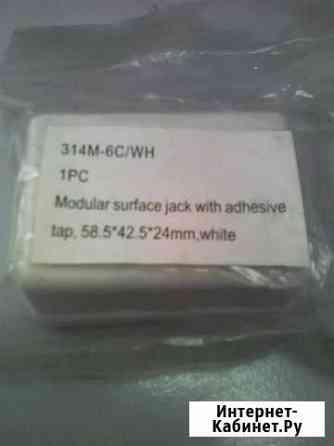 314M-6C/WH
1PC
Modular surface jack with adhesive
tap, 58.5*42.5*24mm,white
Интернет-
Кабинет.Ру